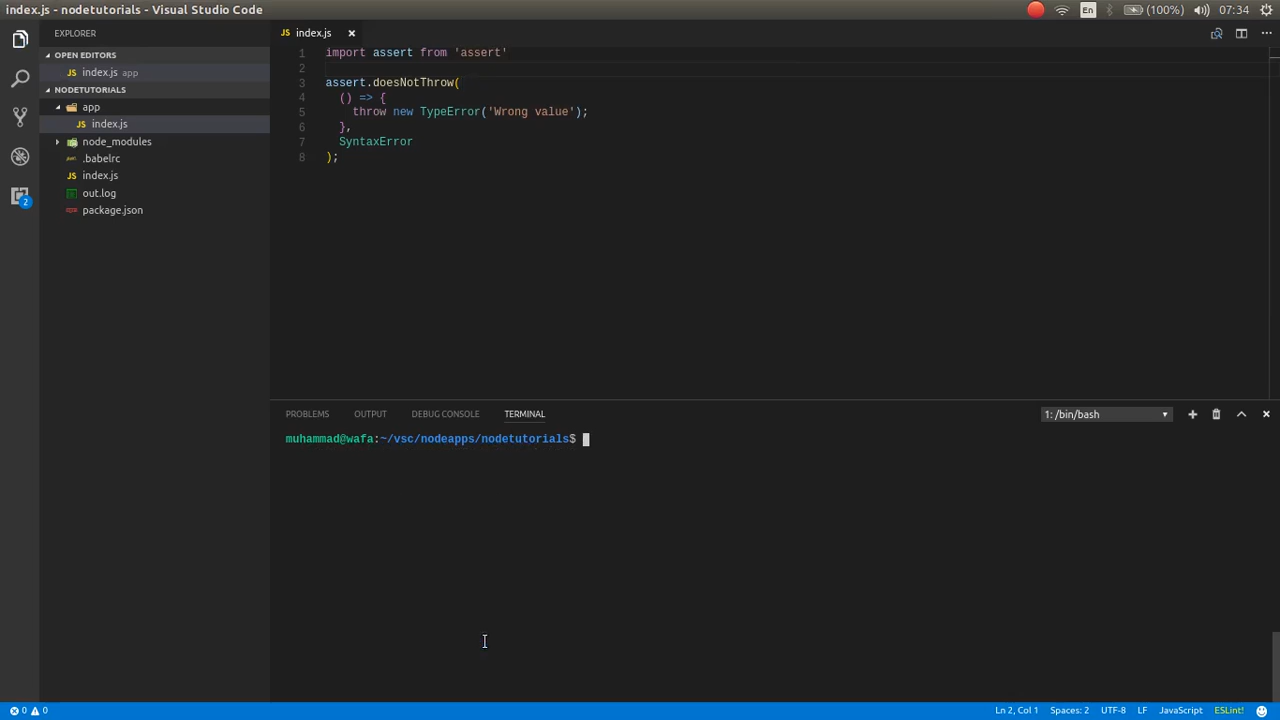 index.js - nodetutorials - Visual Studio Code
En
(100%)
07:34
EXPLORER
OPEN EDITORS
JS index.js app
NODETUTORIALS
app
JS index.js
node_modules
.babelrc
JS index.js
out.log
package.json
2
JS index.js
1 import assert from 'assert'
2
3 assert.doesNotThrow(
4 () => {
5 throw new TypeError('Wrong value');
6 },
7 SyntaxError
8 );
PROBLEMS OUTPUT DEBUG CONSOLE TERMINAL
1: /bin/bash
muhammad@wafa:~/vsc/nodeapps/nodetutorials$
0 0
Ln 2, Col 1 Spaces: 2 UTF-8 LF JavaScript ESLint!